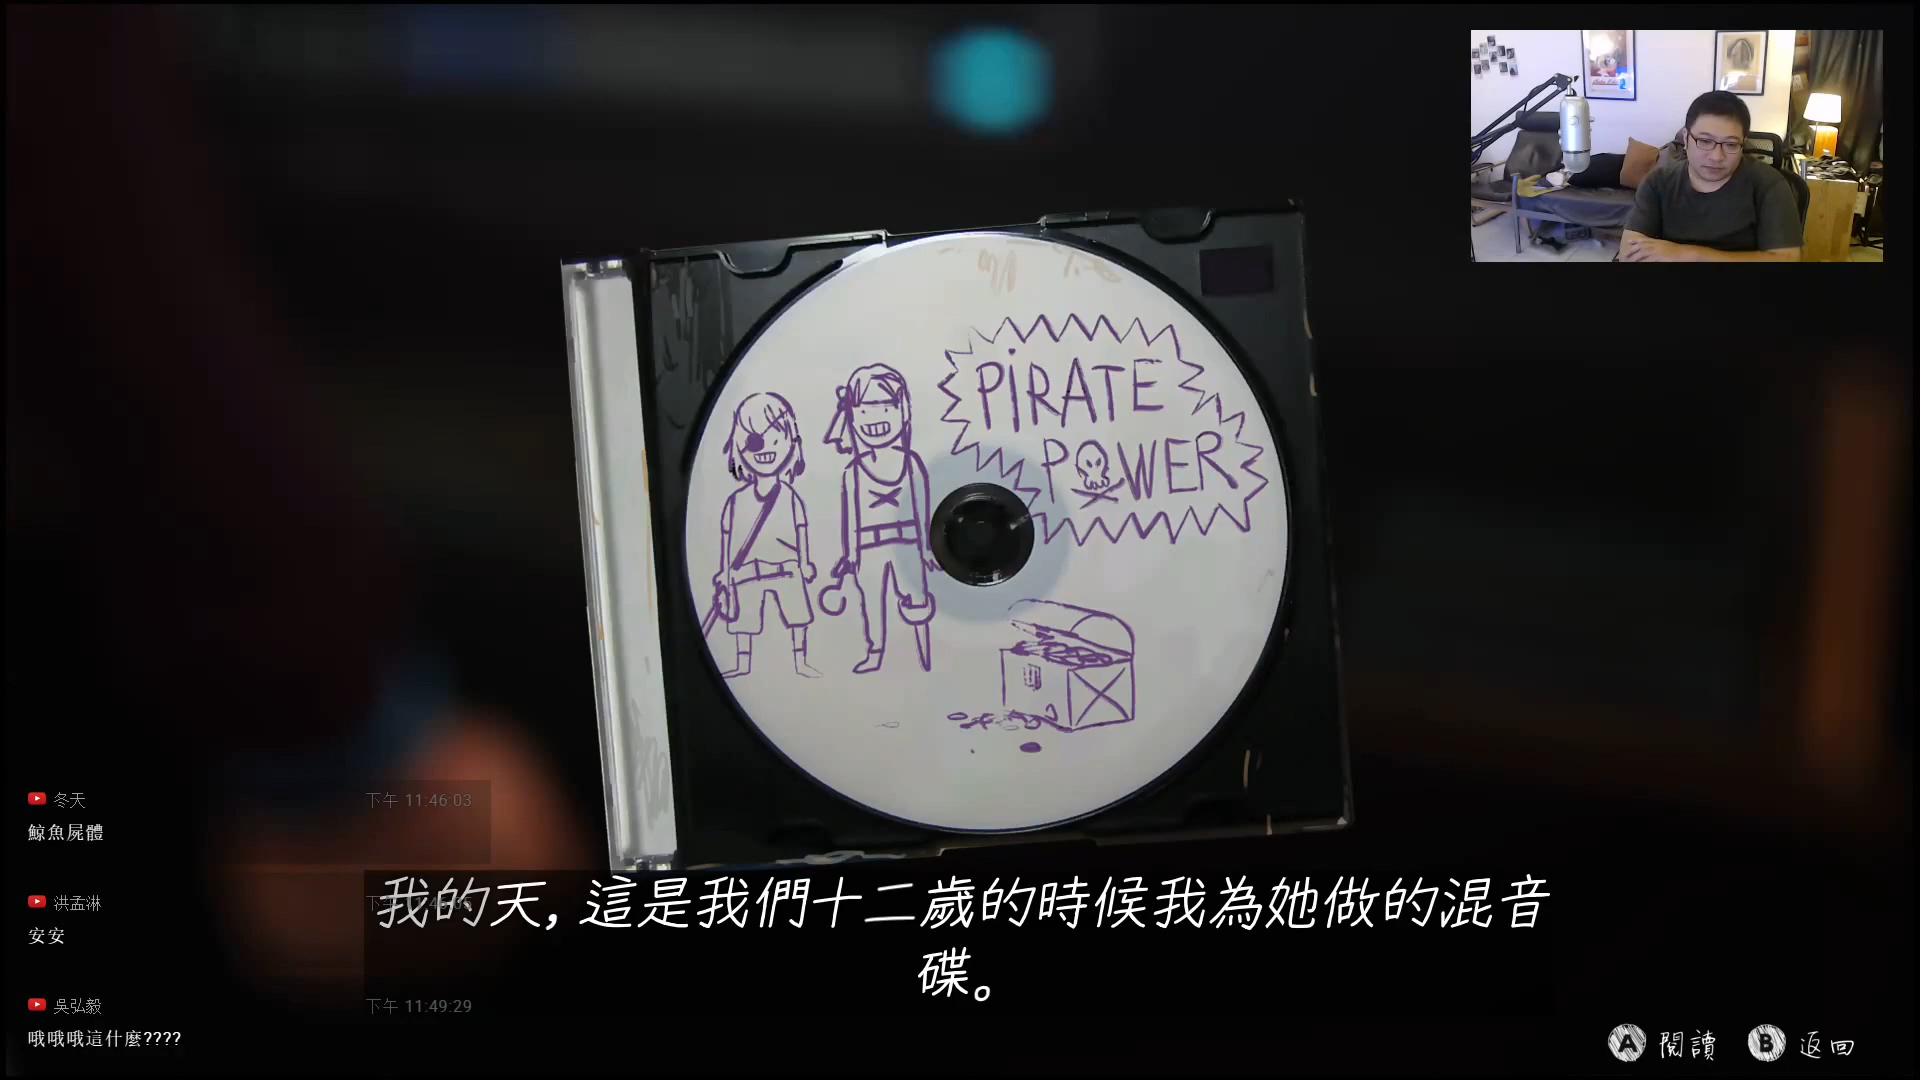 PiRATE
POWER
冬天
下午 11:46:03
鯨魚屍體
洪孟淋
安安
我的天, 這是我們十二歲的時候我為她做的混音
碟。
吳弘毅
下午 11:49:29
哦哦哦這什麼????
A 閱讀
B 返回